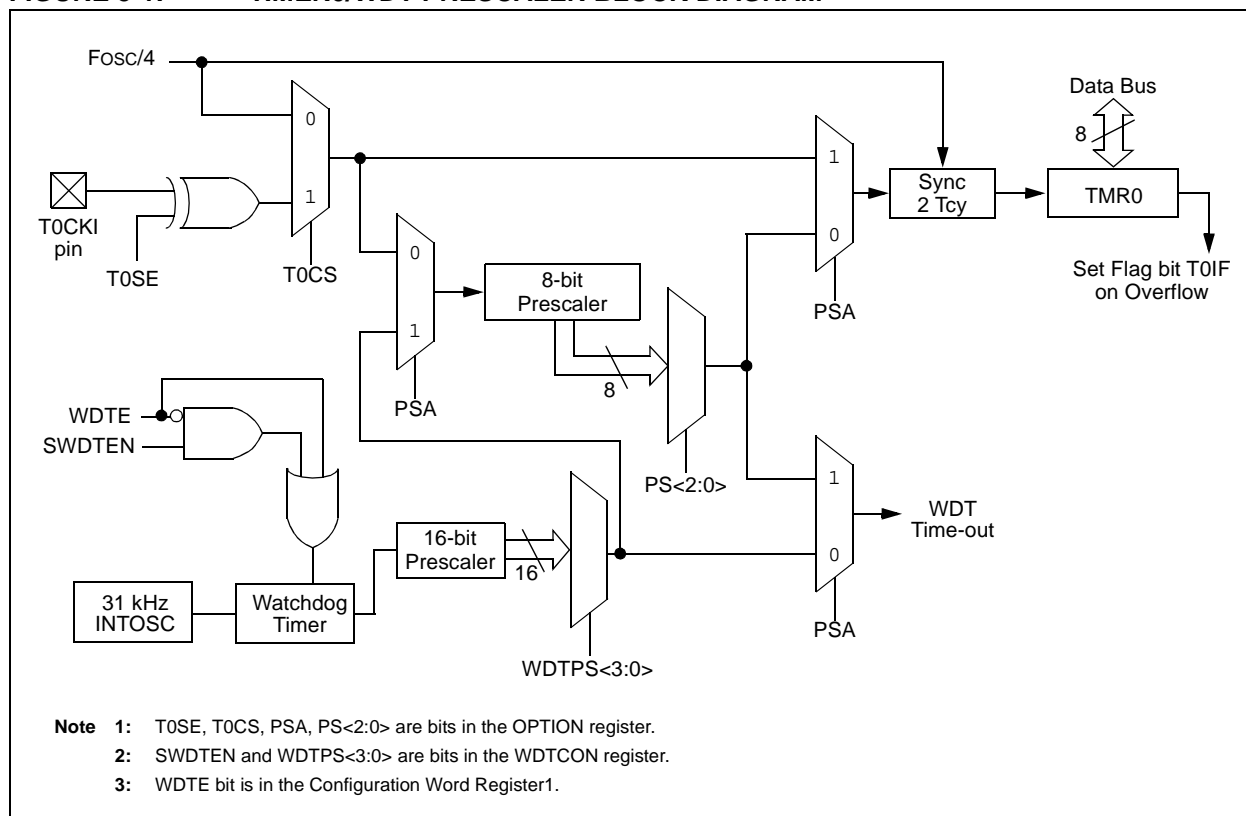 FOSC/4
0
1
T0CKI
pin
T0SE
T0CS
0
1
PSA
8-bit
Prescaler
8
PS<2:0>
1
0
PSA
Sync
2 TCY
Data Bus
8
TMR0
Set Flag bit T0IF
on Overflow
WDTE
SWDTEN
31 kHz
INTOSC
Watchdog
Timer
16-bit
Prescaler
16
WDTPS<3:0>
1
0
PSA
WDT
Time-out
Note 1: T0SE, T0CS, PSA, PS<2:0> are bits in the OPTION register.
2: SWDTEN and WDTPS<3:0> are bits in the WDTCON register.
3: WDTE bit is in the Configuration Word Register1.